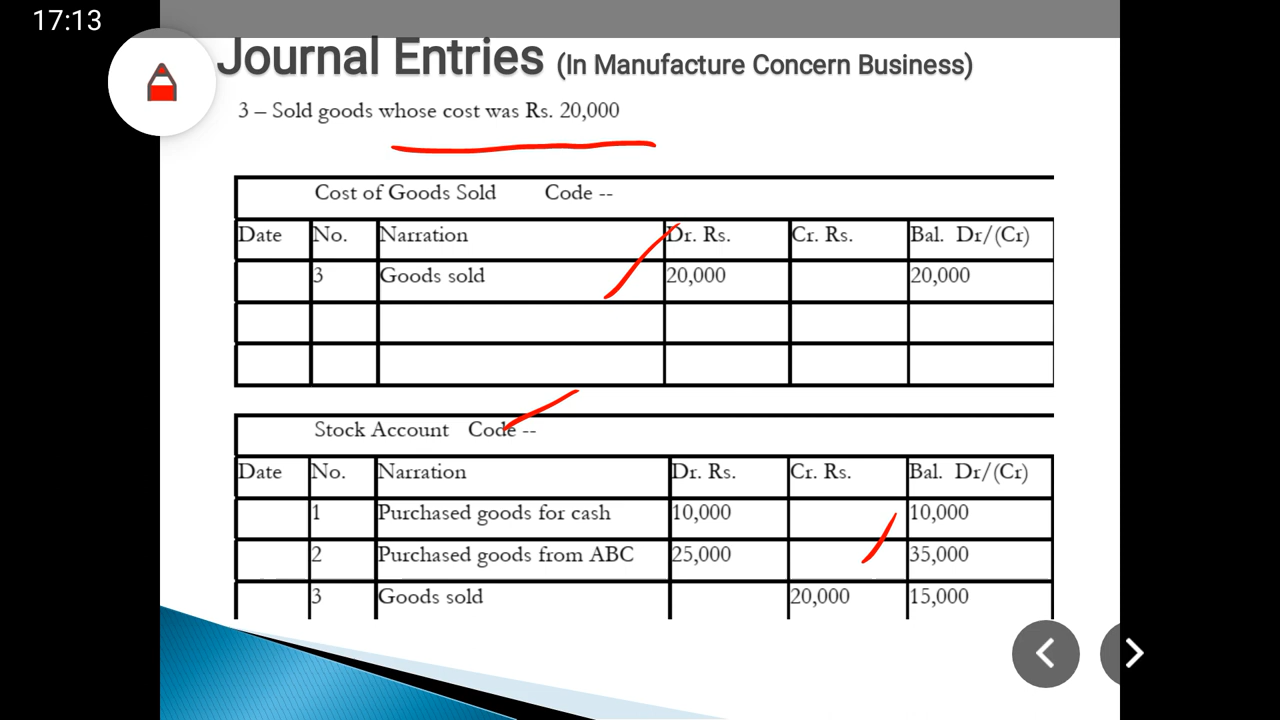 17:13
Journal Entries (In Manufacture Concern Business)
3 – Sold goods whose cost was Rs. 20,000
Cost of Goods Sold Code --
Date No. Narration Dr. Rs. Cr. Rs. Bal. Dr/(Cr)
3 Goods sold 20,000 20,000
Stock Account Code --
Date No. Narration Dr. Rs. Cr. Rs. Bal. Dr/(Cr)
1 Purchased goods for cash 10,000 10,000
2 Purchased goods from ABC 25,000 35,000
3 Goods sold 20,000 15,000